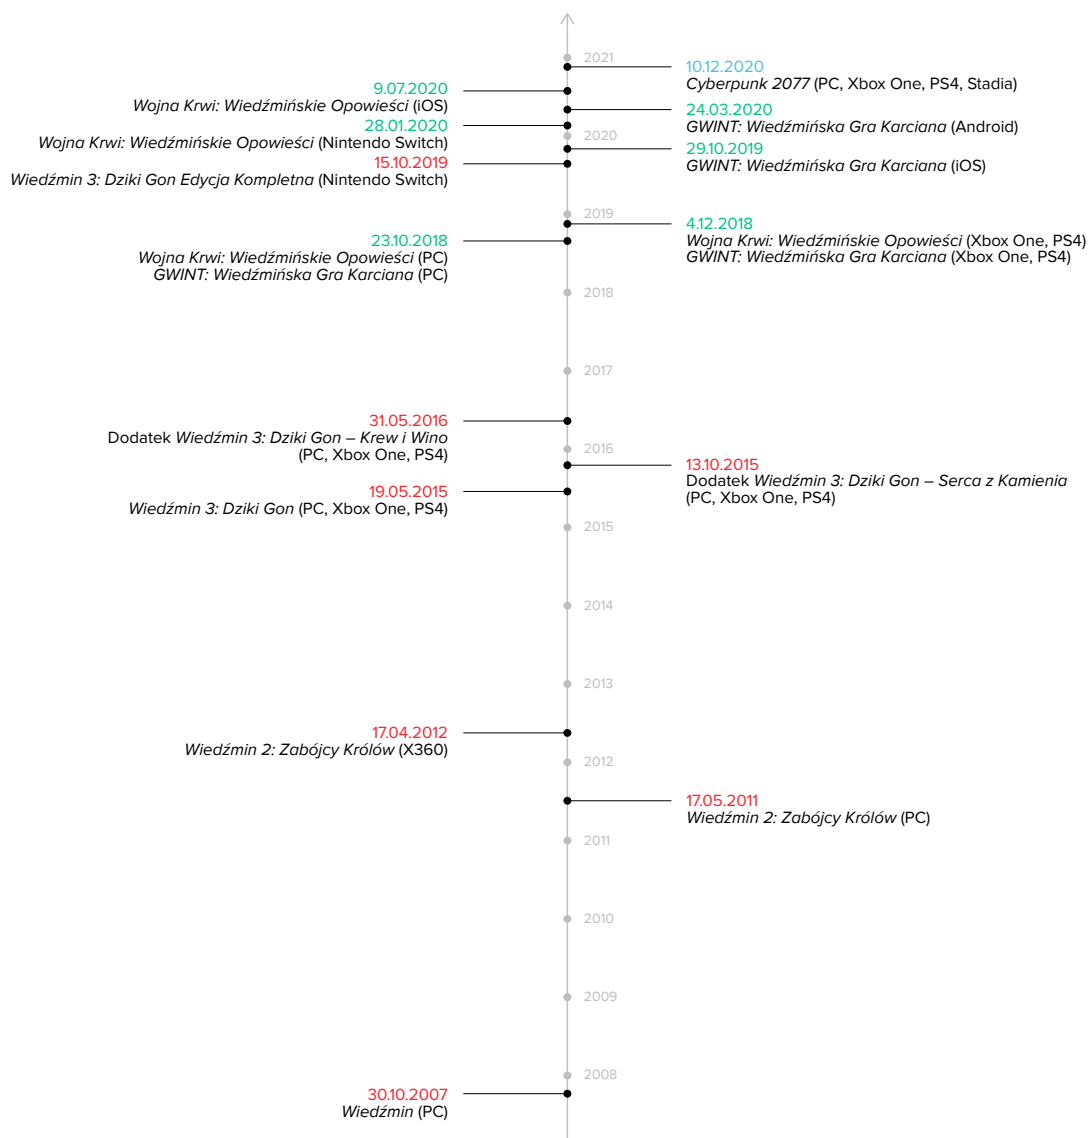 2021
10.12.2020
Cyberpunk 2077 (PC, Xbox One, PS4, Stadia)
9.07.2020
Wojna Krwi: Wiedźmińskie Opowieści (iOS)
24.03.2020
GWINT: Wiedźmińska Gra Karciana (Android)
28.01.2020
Wojna Krwi: Wiedźmińskie Opowieści (Nintendo Switch)
2020
29.10.2019
GWINT: Wiedźmińska Gra Karciana (iOS)
15.10.2019
Wiedźmin 3: Dziki Gon Edycja Kompletna (Nintendo Switch)
2019
4.12.2018
Wojna Krwi: Wiedźmińskie Opowieści (Xbox One, PS4)
GWINT: Wiedźmińska Gra Karciana (Xbox One, PS4)
23.10.2018
Wojna Krwi: Wiedźmińskie Opowieści (PC)
GWINT: Wiedźmińska Gra Karciana (PC)
2018
2017
31.05.2016
Dodatek Wiedźmin 3: Dziki Gon – Krew i Wino
(PC, Xbox One, PS4)
2016
13.10.2015
Dodatek Wiedźmin 3: Dziki Gon – Serca z Kamienia
(PC, Xbox One, PS4)
19.05.2015
Wiedźmin 3: Dziki Gon (PC, Xbox One, PS4)
2015
2014
2013
17.04.2012
Wiedźmin 2: Zabójcy Królów (X360)
2012
17.05.2011
Wiedźmin 2: Zabójcy Królów (PC)
2011
2010
2009
2008
30.10.2007
Wiedźmin (PC)